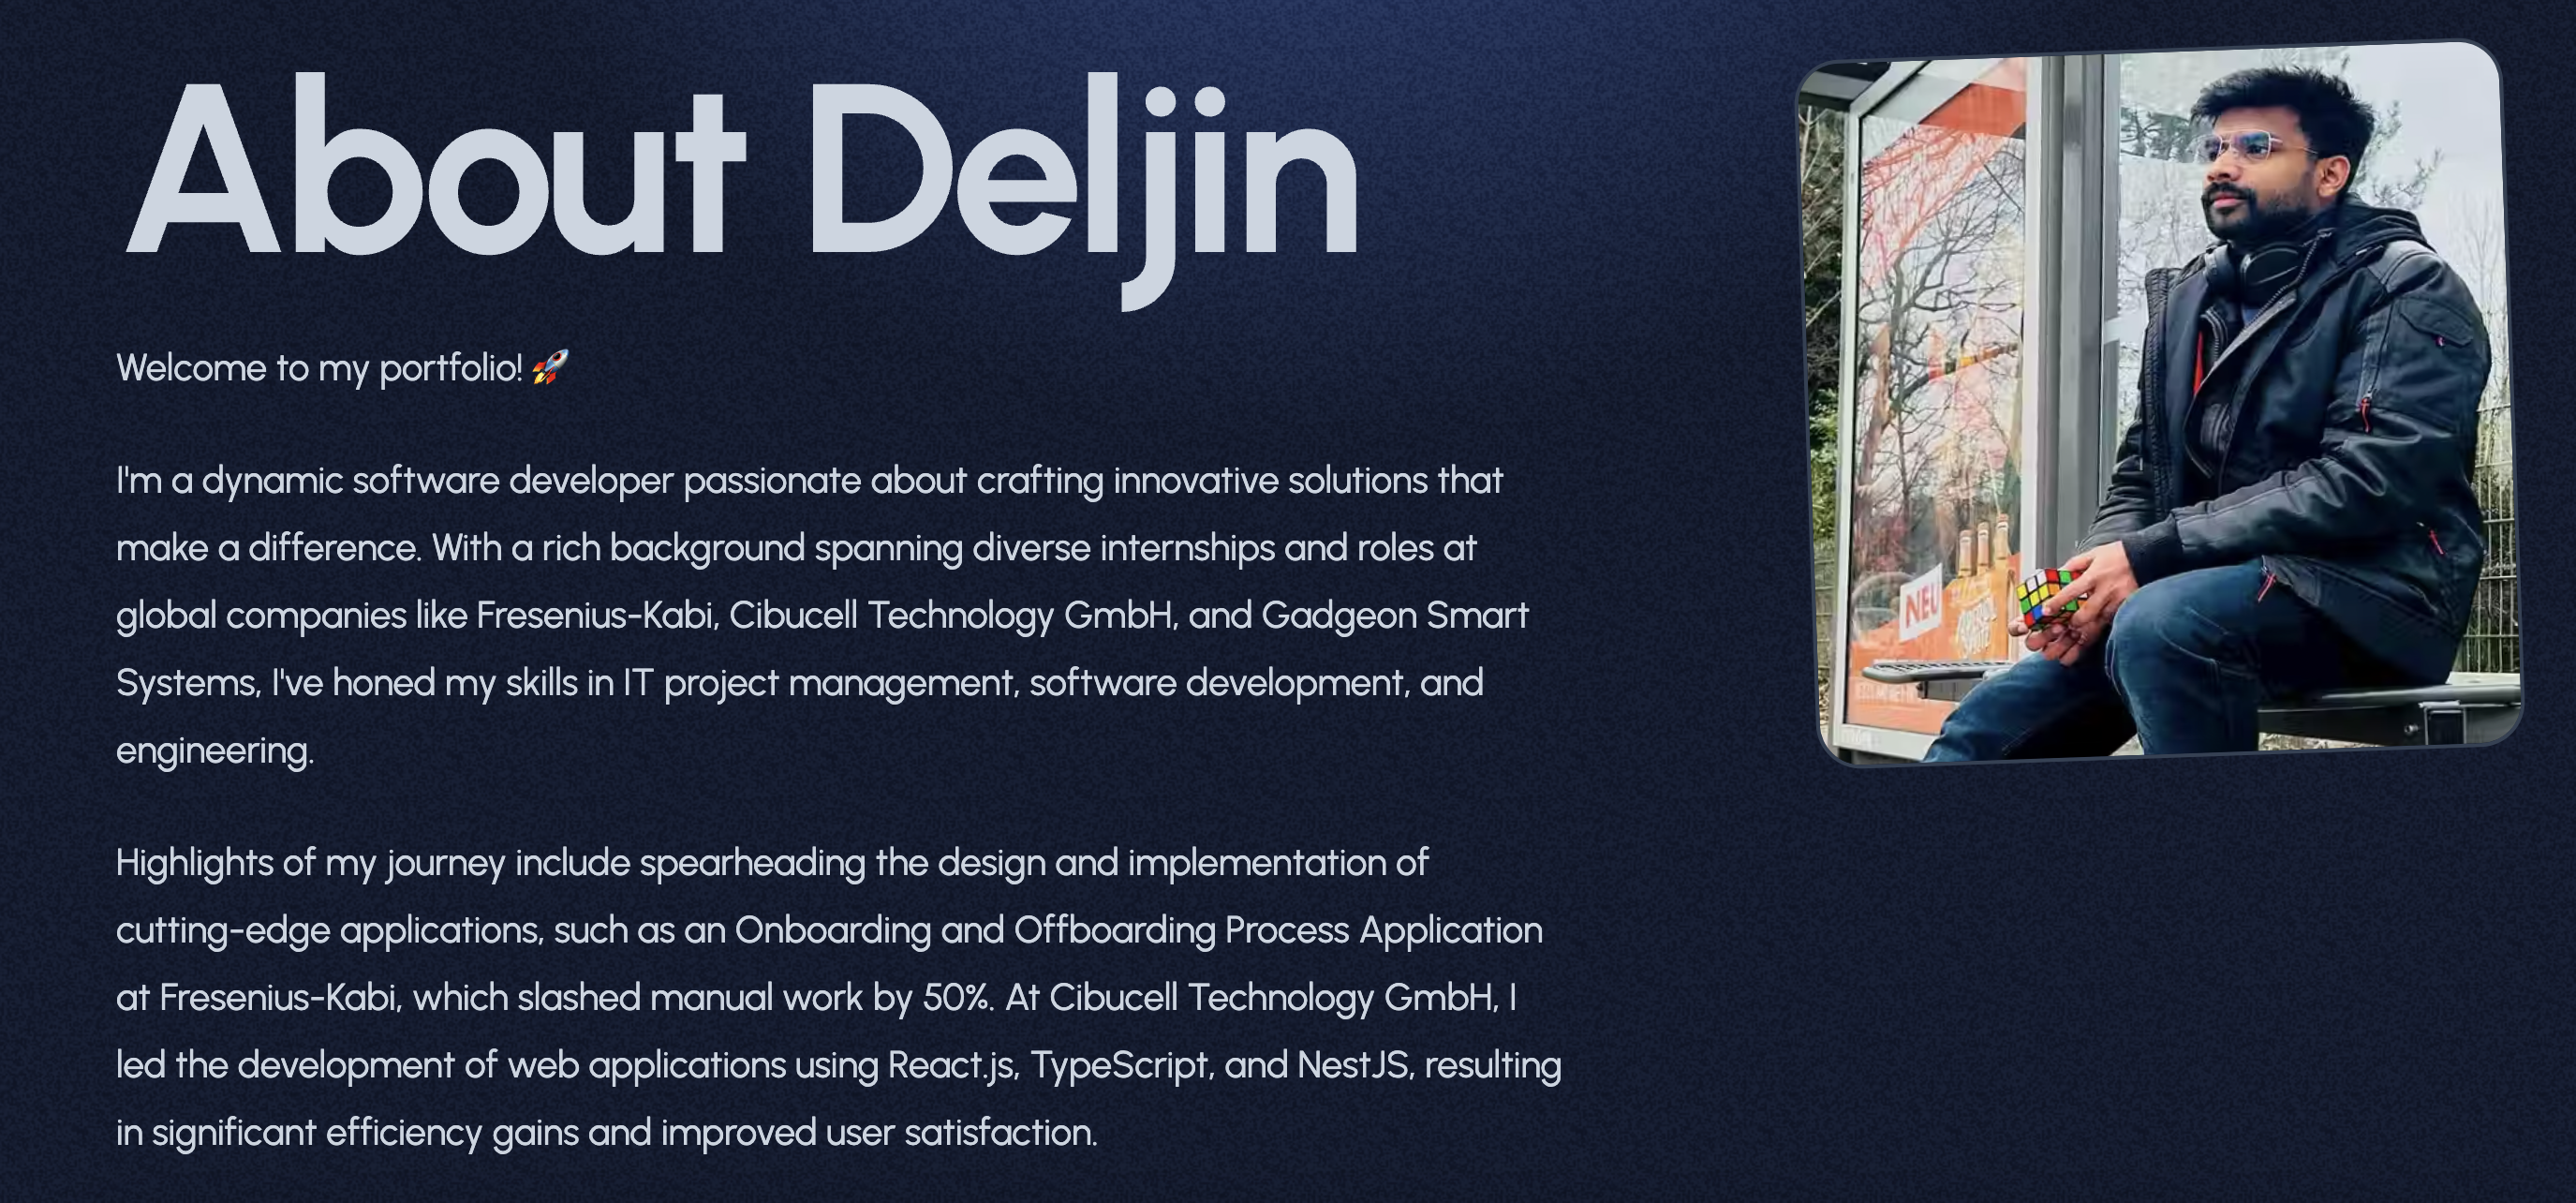 About Deljin
Welcome to my portfolio! 🚀
I'm a dynamic software developer passionate about crafting innovative solutions that
make a difference. With a rich background spanning diverse internships and roles at
global companies like Fresenius-Kabi, Cibucell Technology GmbH, and Gadgeon Smart
Systems, I've honed my skills in IT project management, software development, and
engineering.
Highlights of my journey include spearheading the design and implementation of
cutting-edge applications, such as an Onboarding and Offboarding Process Application
at Fresenius-Kabi, which slashed manual work by 50%. At Cibucell Technology GmbH, I
led the development of web applications using React.js, TypeScript, and NestJS, resulting
in significant efficiency gains and improved user satisfaction.
NEU